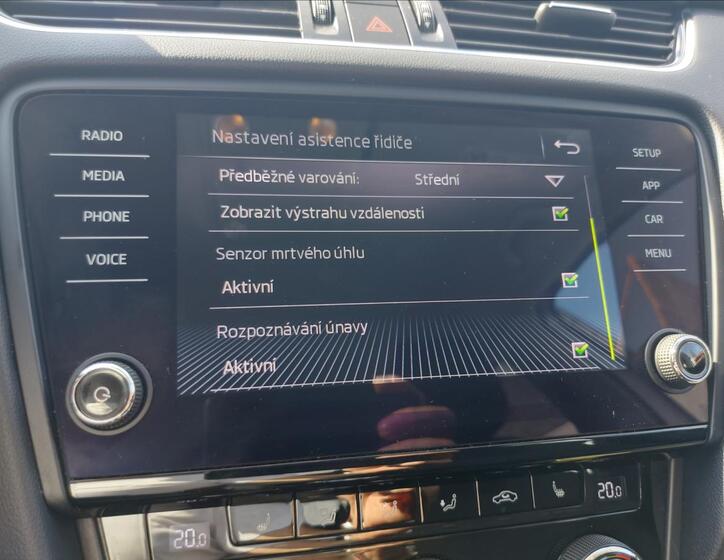 RADIO
MEDIA
PHONE
VOICE
Nastavení asistence řidiče
Předběžné varování: Střední
Zobrazit výstrahu vzdálenosti
Senzor mrtvého úhlu
Aktivní
Rozpoznávání únavy
Aktivní
SETUP
APP
CAR
MENU
20.0
20.0